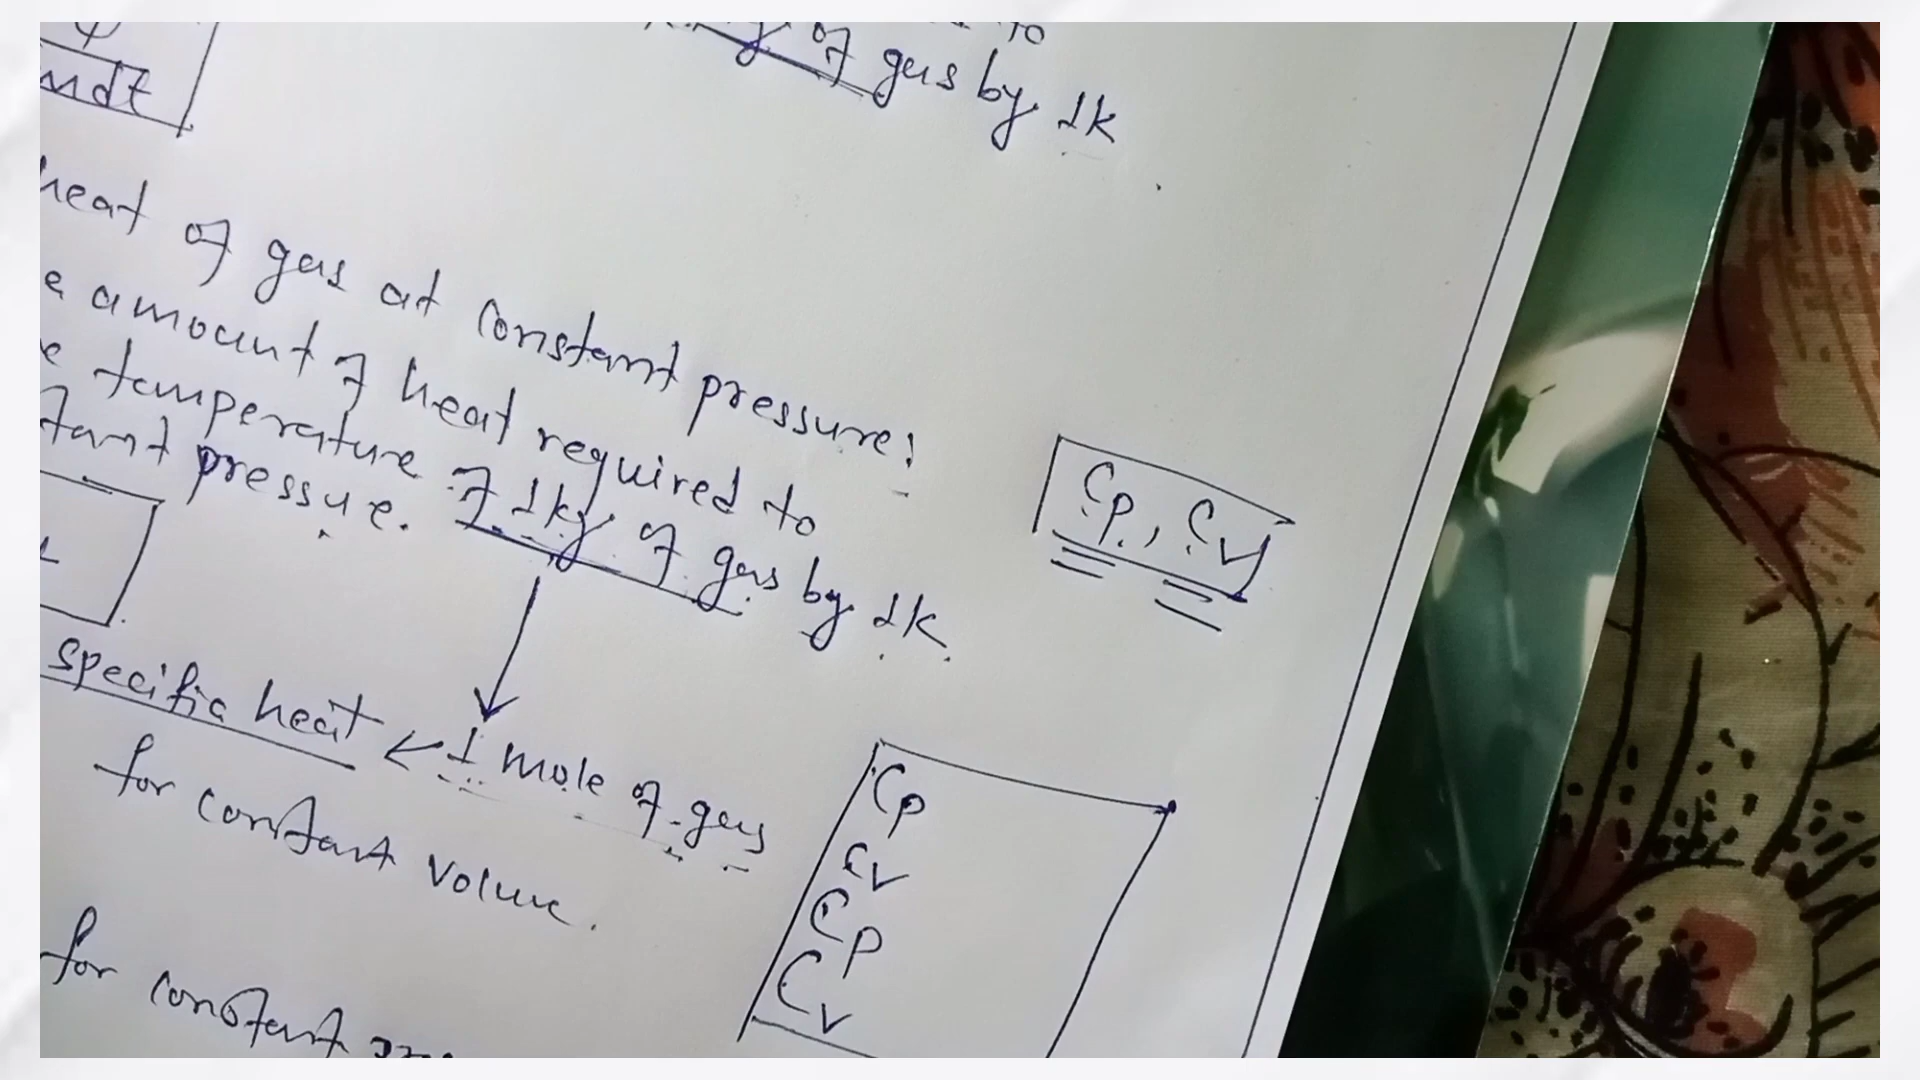 mdt
of gas by 1k
heat of gas at constant pressure:
amount of heat required to
temperature of 1kg of gas by 1k.
pressure.
Cp, Cv
specific heat ← 1 mole of gas
for constant volume.
for constant
Cp
Cv
Cp
Cv